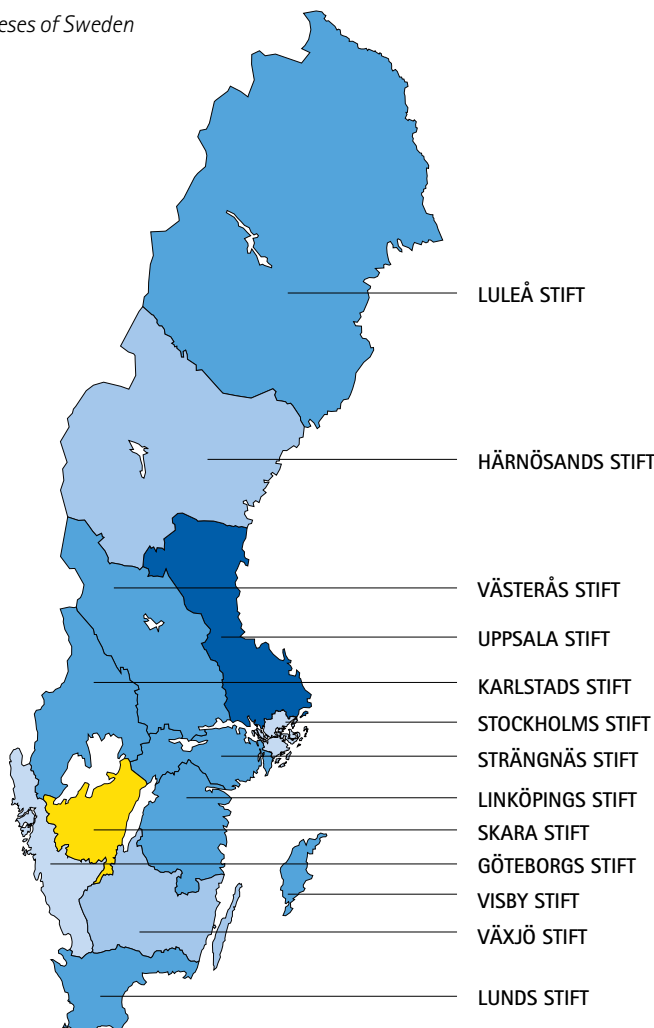 eses of Sweden
LULEÅ STIFT
HÄRNÖSANDS STIFT
VÄSTERÅS STIFT
UPPSALA STIFT
KARLSTADS STIFT
STOCKHOLMS STIFT
STRÄNGNÄS STIFT
LINKÖPINGS STIFT
SKARA STIFT
GÖTEBORGS STIFT
VISBY STIFT
VÄXJÖ STIFT
LUNDS STIFT